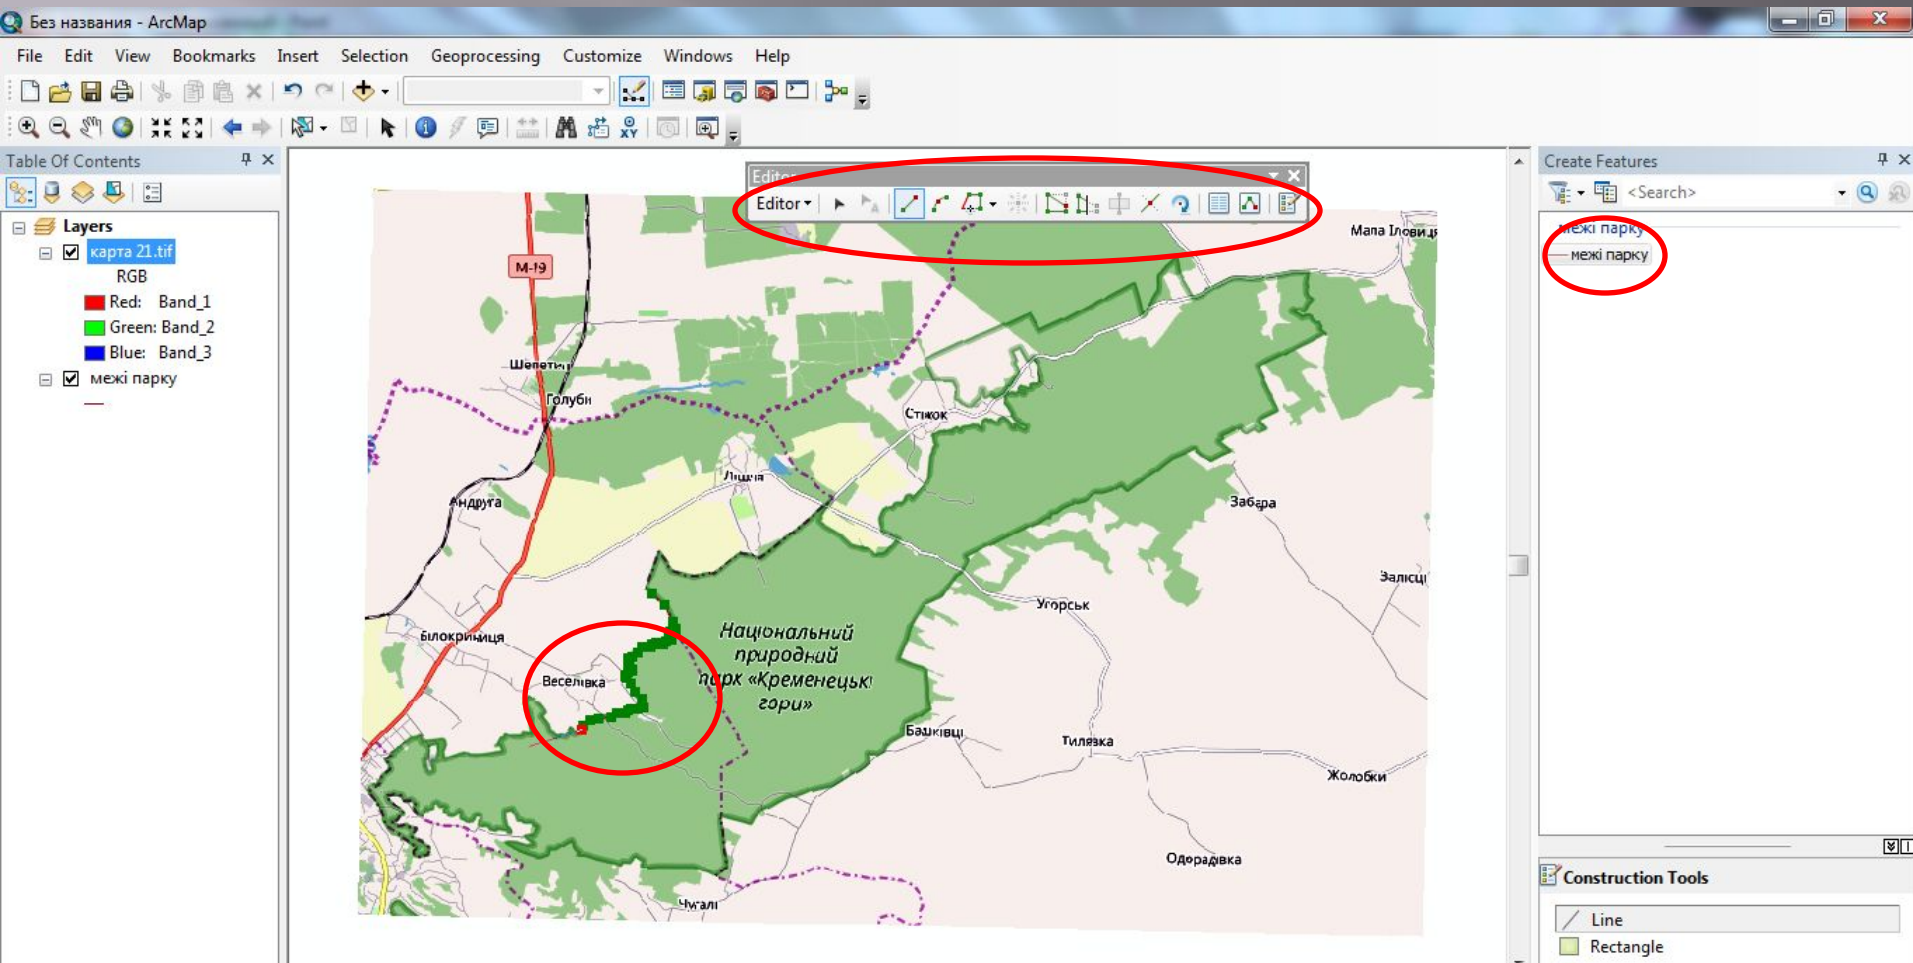 Без названия - ArcMap
File Edit View Bookmarks Insert Selection Geoprocessing Customize Windows Help
Table Of Contents
Layers
карта 21.tif
RGB
Red: Band_1
Green: Band_2
Blue: Band_3
межі парку
Editor
Editor
Create Features
<Search>
межі парку
межі парку
Construction Tools
Line
Rectangle
M-19
Мала Іловиця
Шепетин
Голуби
Стіжок
Андруга
Забара
Залісці
Угорськ
Білокриниця
Веселівка
Національний
природний
парк «Кременецькі
гори»
Башківці
Тилявка
Жолобки
Одерадівка
Чугалі